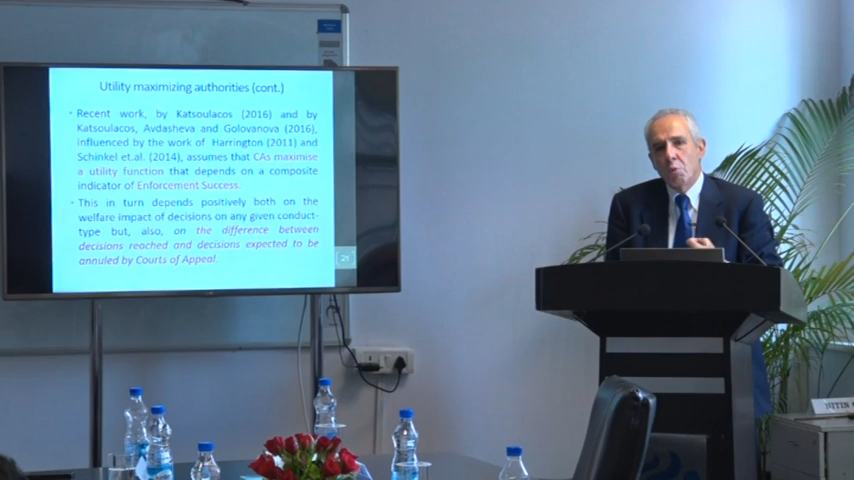 Utility maximizing authorities (cont.)
• Recent work, by Katsoulacos (2016) and by
Katsoulacos, Avdasheva and Golovanova (2016),
influenced by the work of Harrington (2011) and
Schinkel et.al. (2014), assumes that CAs maximise
a utility function that depends on a composite
indicator of Enforcement Success.
• This in turn depends positively both on the
welfare impact of decisions on any given conduct-
type but, also, on the difference between
decisions reached and decisions expected to be
annuled by Courts of Appeal.
21
NITIN